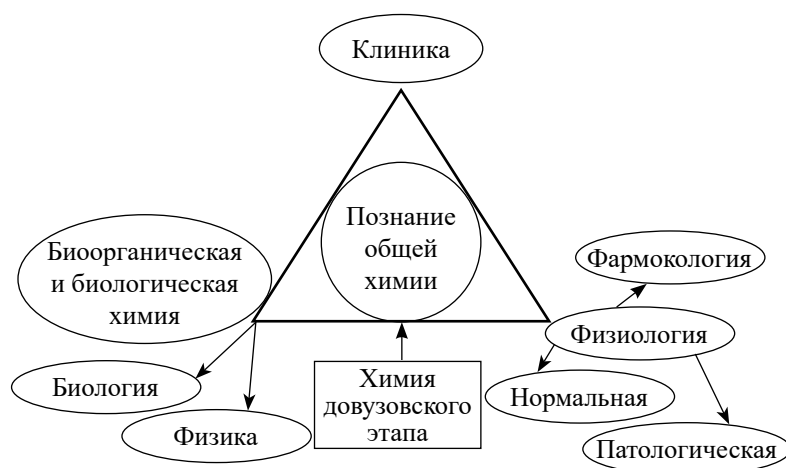 Клиника
Познание
общей
химии
Биоорганическая
и биологическая
химия
Фармокология
Физиология
Биология
Физика
Химия
довузовского
этапа
Нормальная
Патологическая